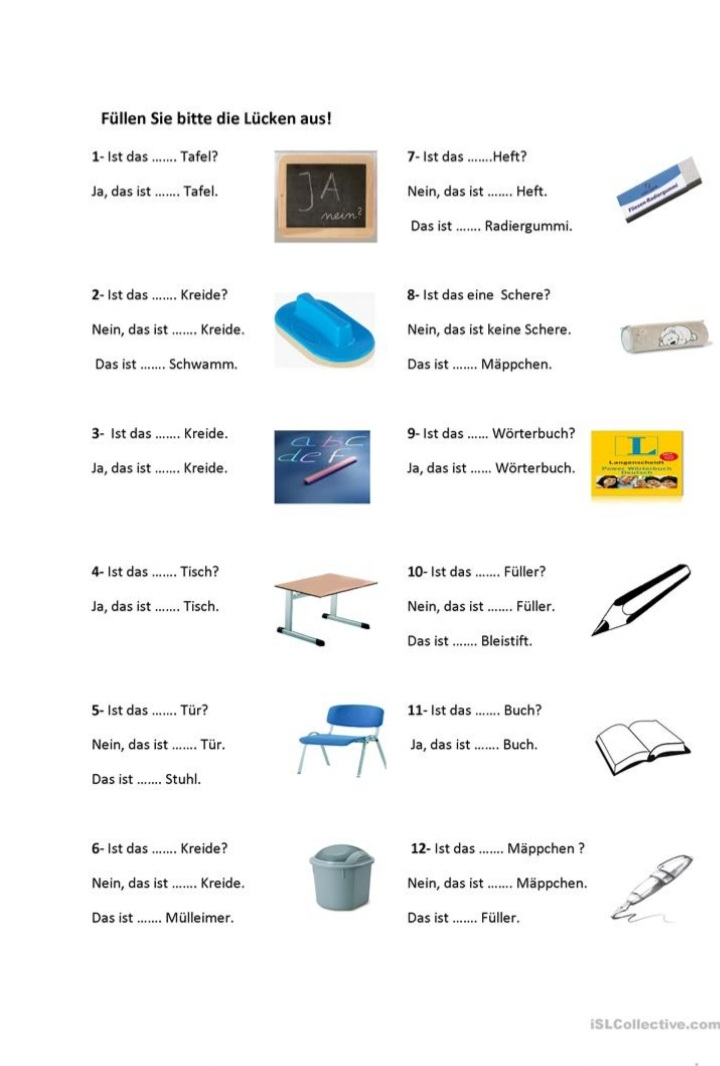 Füllen Sie bitte die Lücken aus!
1- Ist das ....... Tafel?
Ja, das ist ....... Tafel.
JA
nein?
2- Ist das ....... Kreide?
Nein, das ist ....... Kreide.
Das ist ....... Schwamm.
3- Ist das ....... Kreide.
Ja, das ist ....... Kreide.
a b c
d e f
4- Ist das ....... Tisch?
Ja, das ist ....... Tisch.
5- Ist das ....... Tür?
Nein, das ist ....... Tür.
Das ist ....... Stuhl.
6- Ist das ....... Kreide?
Nein, das ist ....... Kreide.
Das ist ....... Mülleimer.
7- Ist das .......Heft?
Nein, das ist ....... Heft.
Das ist ....... Radiergummi.
Fliesen-Radiergummi
8- Ist das eine Schere?
Nein, das ist keine Schere.
Das ist ....... Mäppchen.
9- Ist das ...... Wörterbuch?
Ja, das ist ...... Wörterbuch.
L
Langenscheidt
Power Wörterbuch
Deutsch
10- Ist das ....... Füller?
Nein, das ist ....... Füller.
Das ist ....... Bleistift.
11- Ist das ....... Buch?
Ja, das ist ....... Buch.
12- Ist das ....... Mäppchen ?
Nein, das ist ....... Mäppchen.
Das ist ....... Füller.
iSLCollective.com